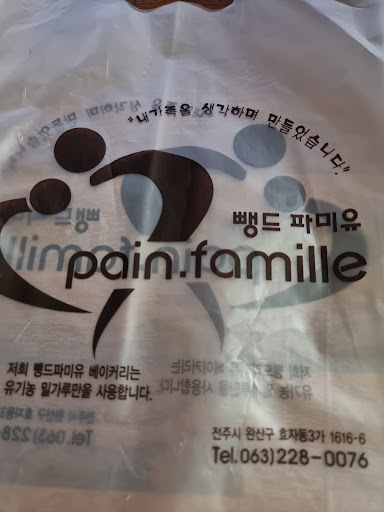 "내가족을 생각하며 만들었습니다."
뺑드 파미유
pain.famille
저희 뺑드파미유 베이커리는
유기농 밀가루만을 사용합니다.
전주시 완산구 효자동3가 1616-6
Tel.063)228-0076